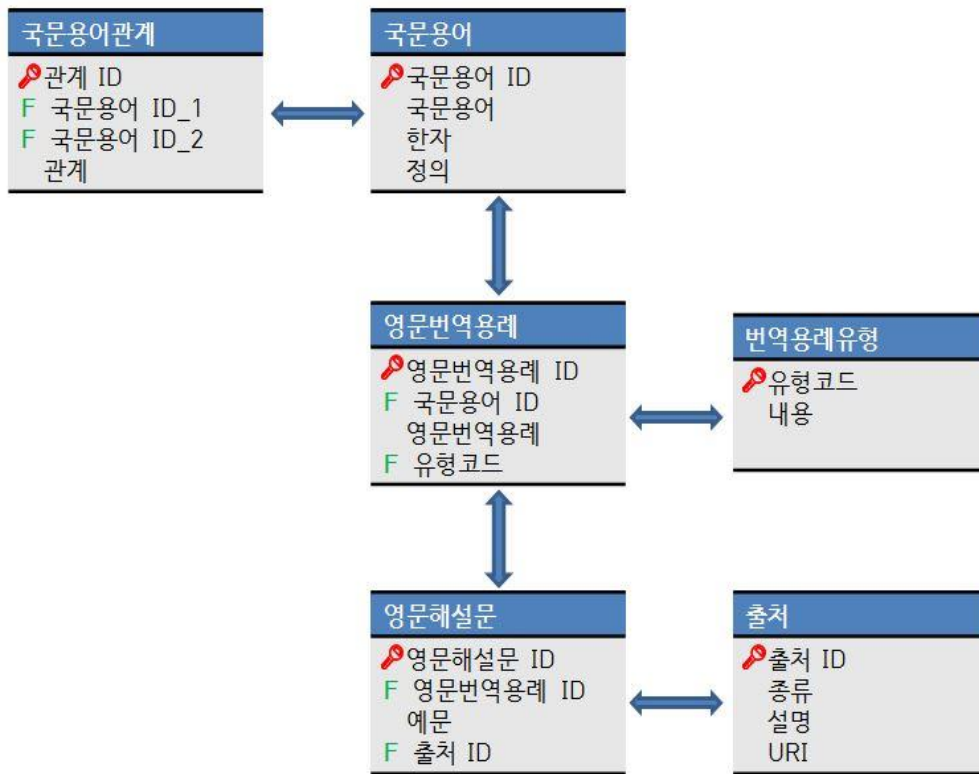 국문용어관계
관계 ID
F 국문용어 ID_1
F 국문용어 ID_2
관계
국문용어
국문용어 ID
국문용어
한자
정의
영문번역용례
영문번역용례 ID
F 국문용어 ID
영문번역용례
F 유형코드
번역용례유형
유형코드
내용
영문해설문
영문해설문 ID
F 영문번역용례 ID
예문
F 출처 ID
출처
출처 ID
종류
설명
URI